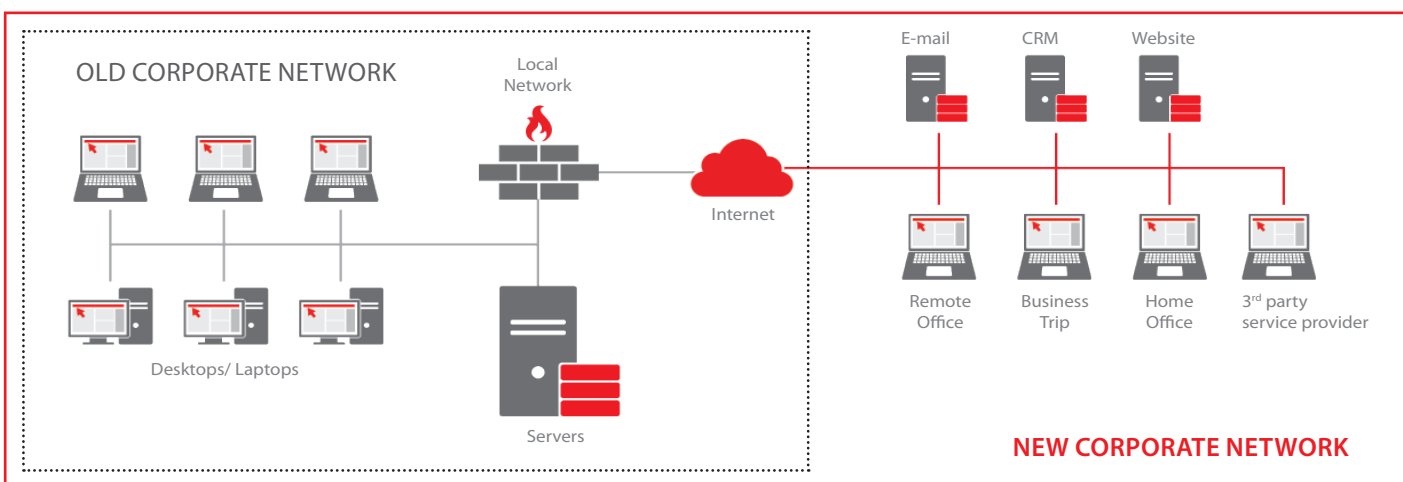 OLD CORPORATE NETWORK
Local
Network
Internet
Desktops/ Laptops
Servers
E-mail
CRM
Website
Remote
Office
Business
Trip
Home
Office
3rd party
service provider
NEW CORPORATE NETWORK